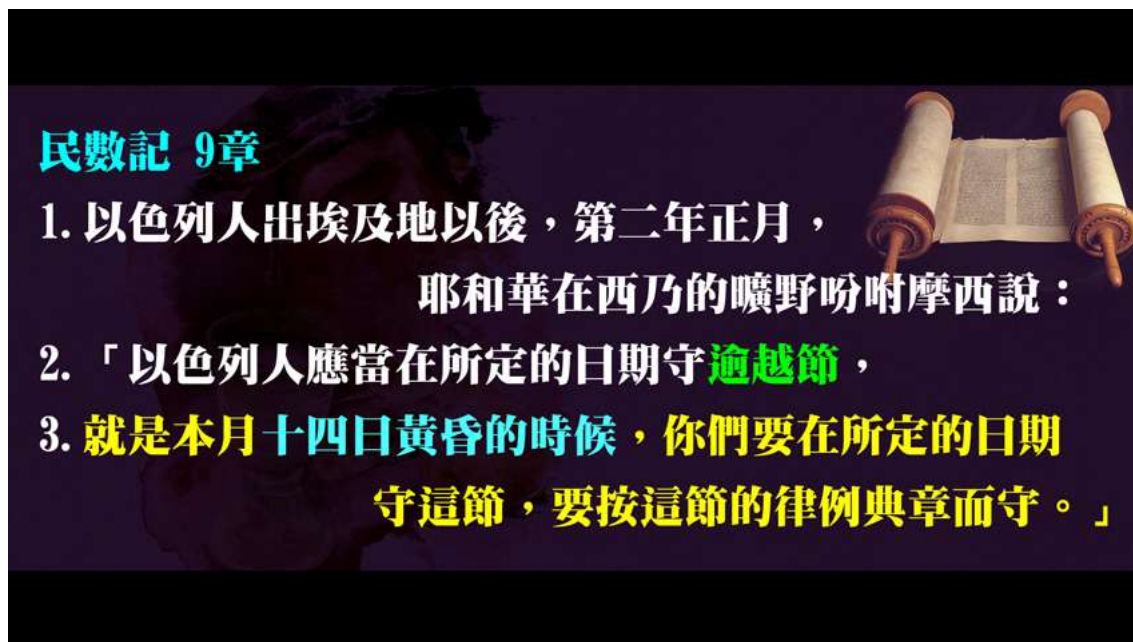 民數記 9章
1. 以色列人出埃及地以後，第二年正月，
耶和華在西乃的曠野吩咐摩西說：
2. 「以色列人應當在所定的日期守逾越節，
3. 就是本月十四日黃昏的時候，你們要在所定的日期
守這節，要按這節的律例典章而守。」